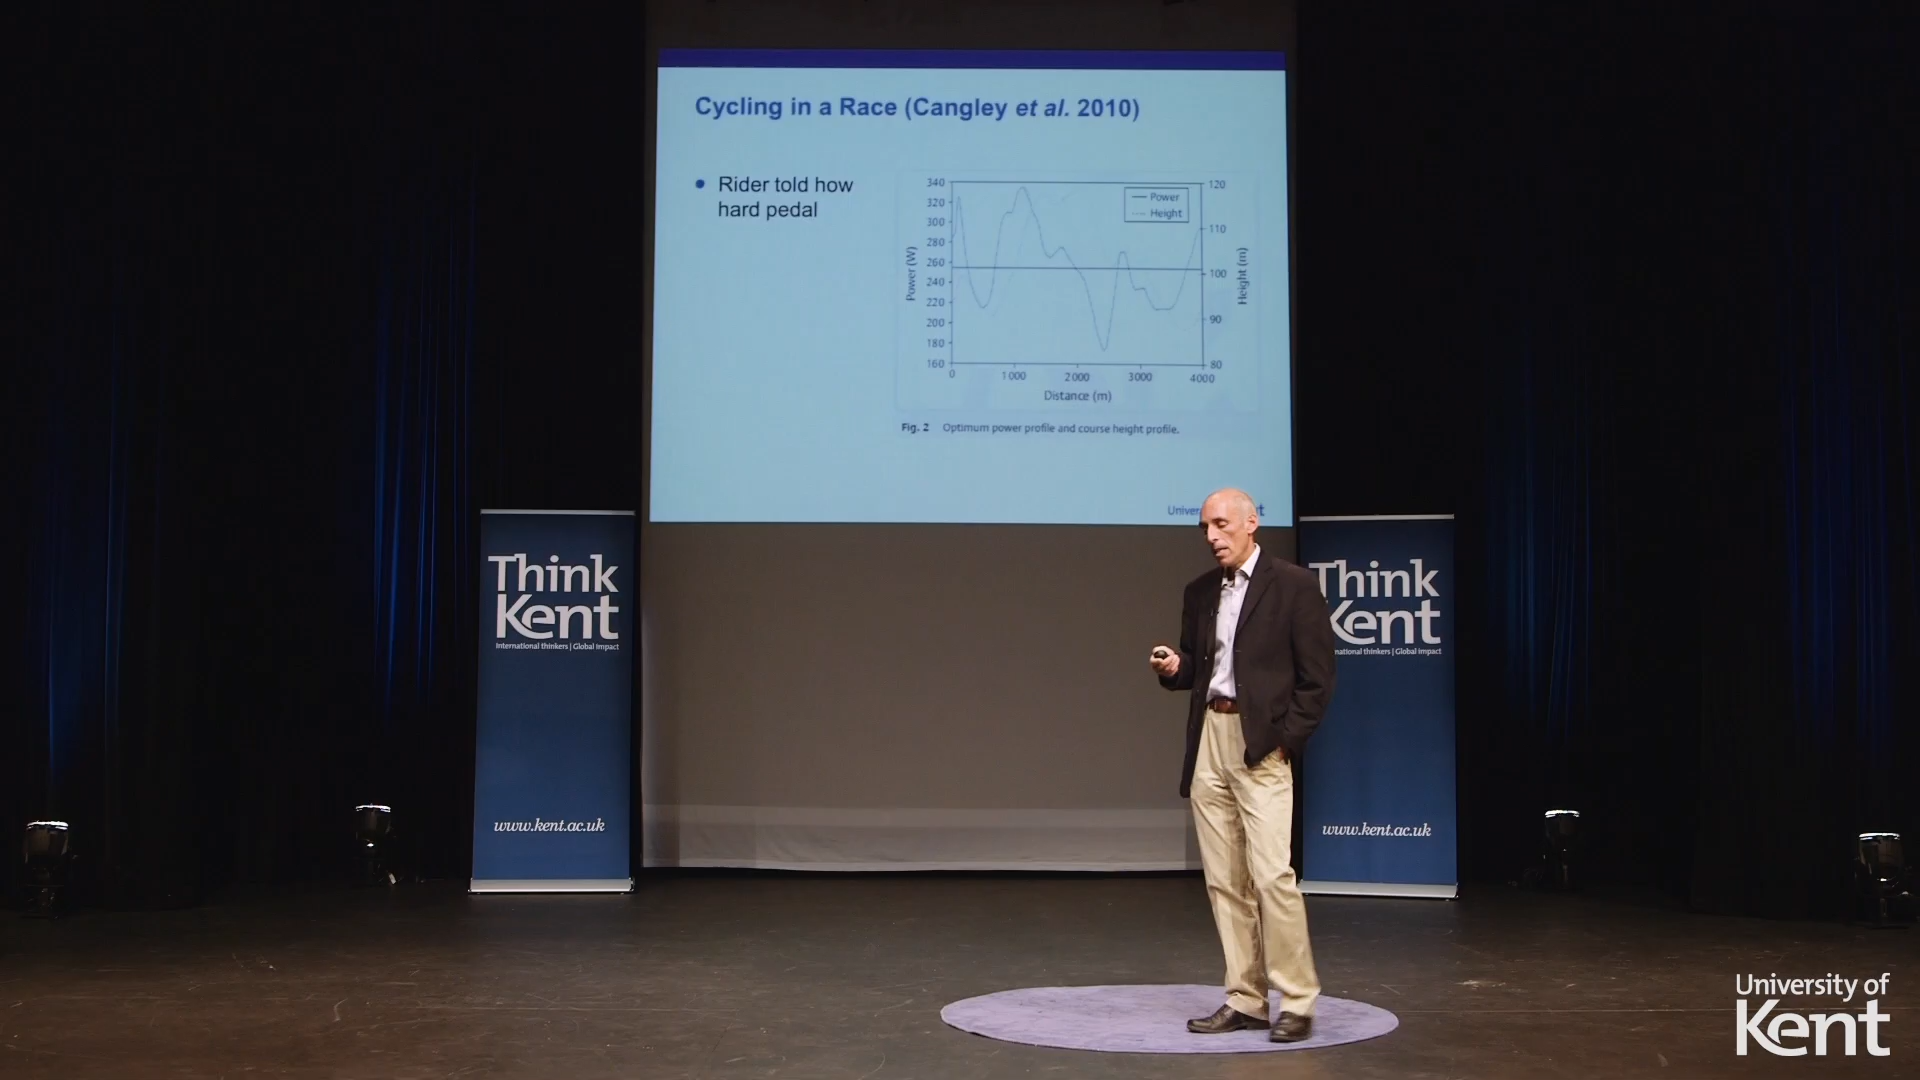 Cycling in a Race (Cangley et al. 2010)
Rider told how
hard pedal
340
320
300
280
260
240
220
200
180
160
Power (W)
Power
Height
120
110
100
90
80
Height (m)
0
1000
2000
3000
4000
Distance (m)
Fig. 2 Optimum power profile and course height profile.
Think
Kent
International thinkers | Global impact
www.kent.ac.uk
Think
Kent
national thinkers | Global impact
www.kent.ac.uk
University of
Kent